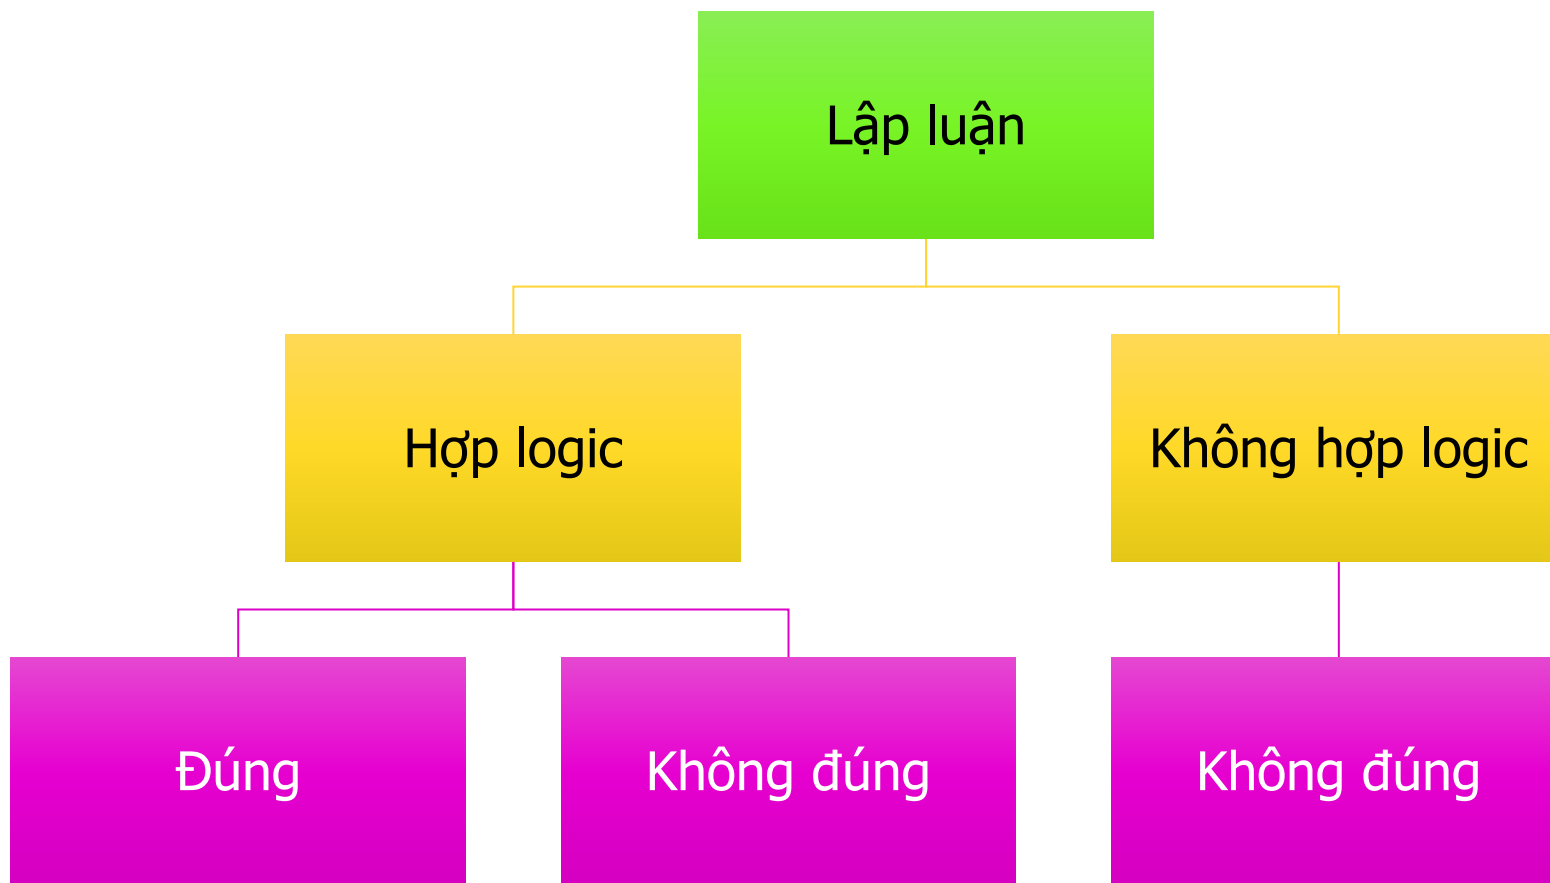 Lập luận
Hợp logic
Không hợp logic
Đúng
Không đúng
Không đúng